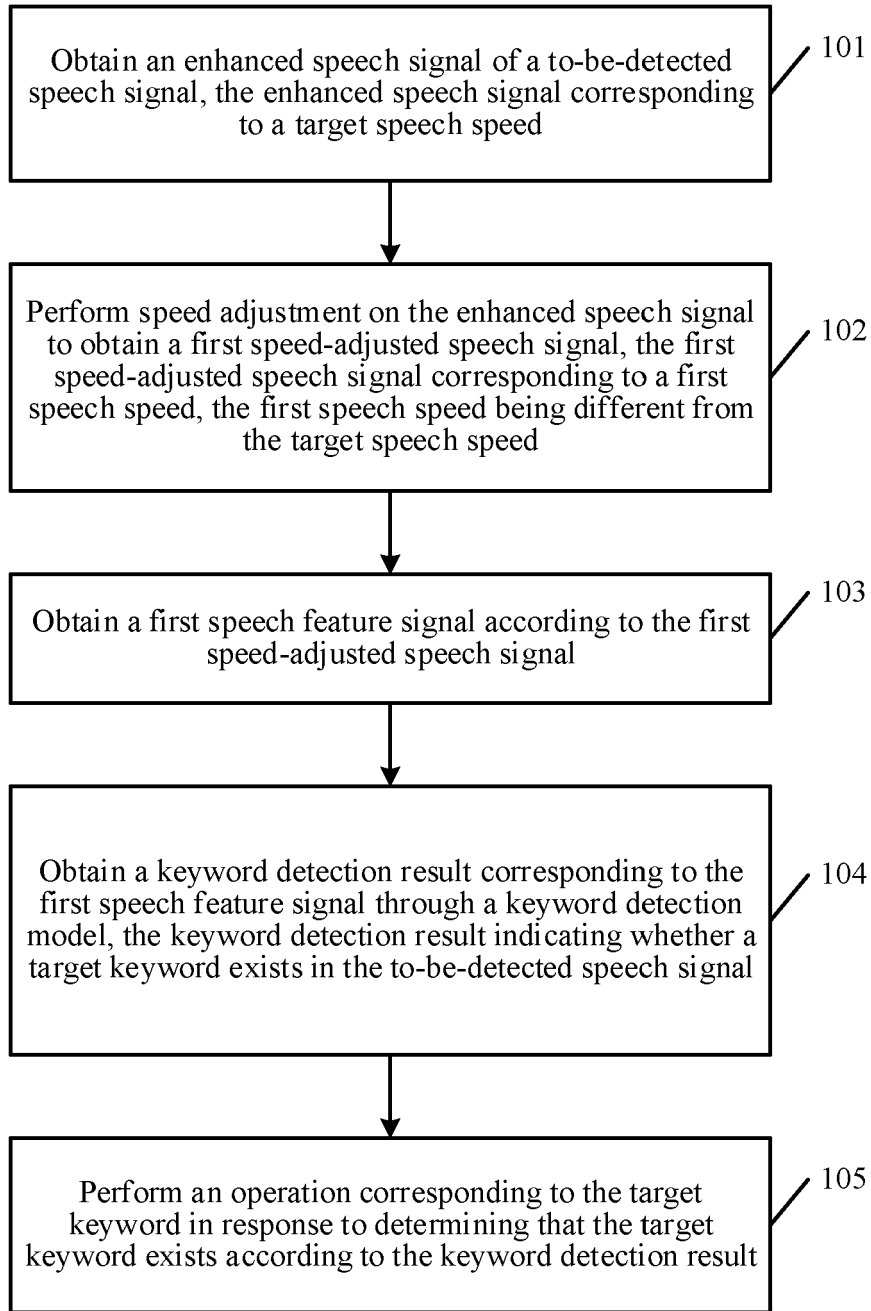 Obtain an enhanced speech signal of a to-be-detected
speech signal, the enhanced speech signal corresponding
to a target speech speed
101
Perform speed adjustment on the enhanced speech signal
to obtain a first speed-adjusted speech signal, the first
speed-adjusted speech signal corresponding to a first
speech speed, the first speech speed being different from
the target speech speed
102
Obtain a first speech feature signal according to the first
speed-adjusted speech signal
103
Obtain a keyword detection result corresponding to the
first speech feature signal through a keyword detection
model, the keyword detection result indicating whether a
target keyword exists in the to-be-detected speech signal
104
Perform an operation corresponding to the target
keyword in response to determining that the target
keyword exists according to the keyword detection result
105